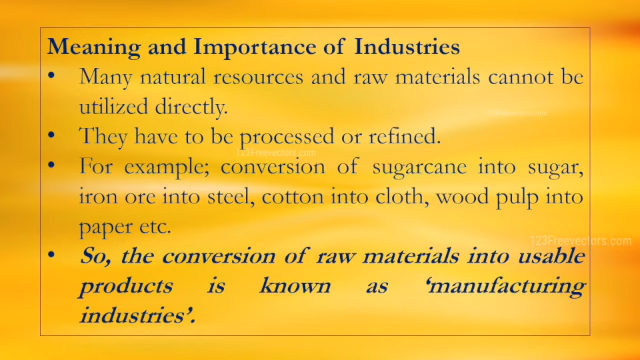 Meaning and Importance of Industries
• Many natural resources and raw materials cannot be
utilized directly.
• They have to be processed or refined.
• For example; conversion of sugarcane into sugar,
iron ore into steel, cotton into cloth, wood pulp into
paper etc.
• So, the conversion of raw materials into usable
products is known as ‘manufacturing
industries’.
123Freevectors.com